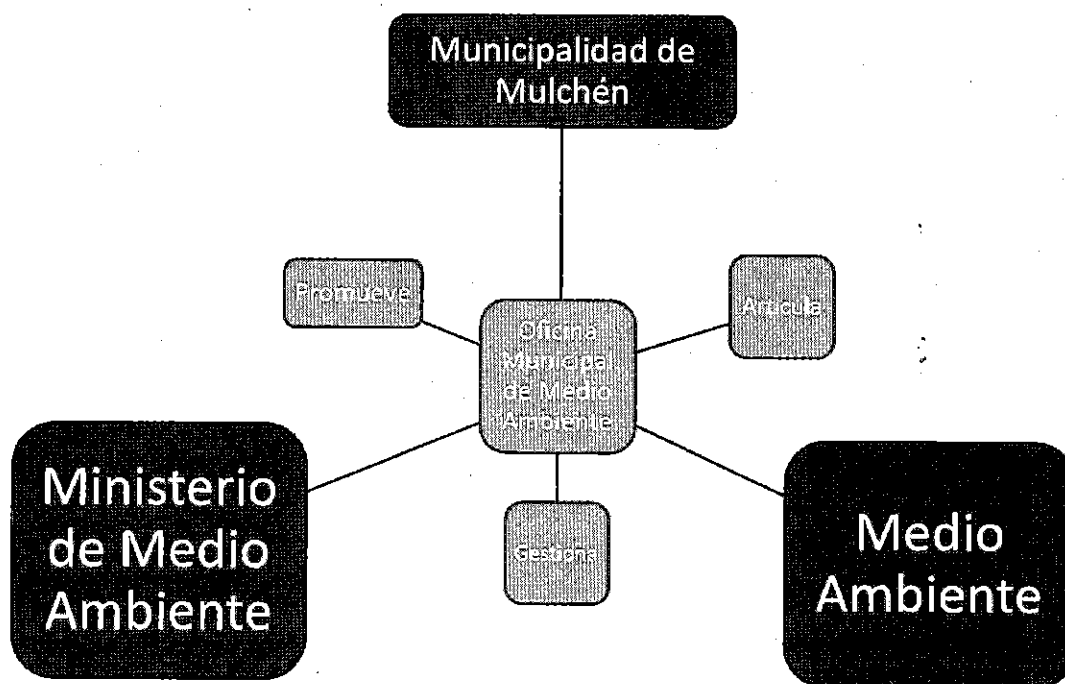 Municipalidad de
Mulchén
Promueve
Articula
Oficina
Municipal
de Medio
Ambiente
Ministerio
de Medio
Ambiente
Gestiona
Medio
Ambiente